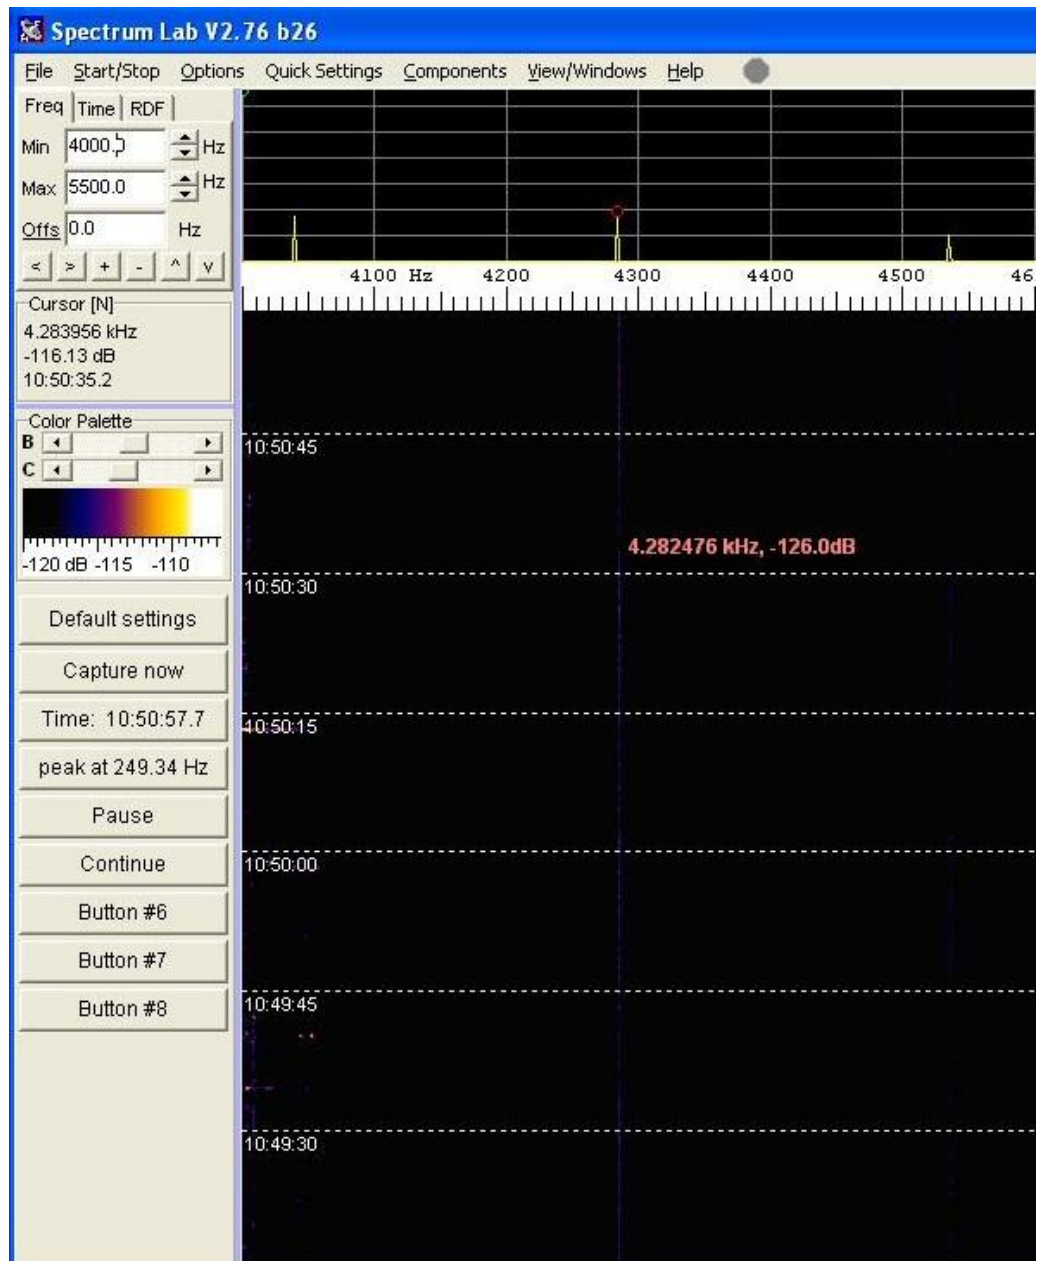 Spectrum Lab V2.76 b26
File Start/Stop Options Quick Settings Components View/Windows Help
Freq Time RDF
Min 4000. Hz
Max 5500.0 Hz
Offs 0.0 Hz
< > + - ^ v
4100 Hz 4200 4300 4400 4500 46
Cursor [N]
4.283956 kHz
-116.13 dB
10:50:35.2
Color Palette
B
C
-120 dB -115 -110
Default settings
Capture now
Time: 10:50:57.7
peak at 249.34 Hz
Pause
Continue
Button #6
Button #7
Button #8
10:50:45
4.282476 kHz, -126.0dB
10:50:30
10:50:15
10:50:00
10:49:45
10:49:30